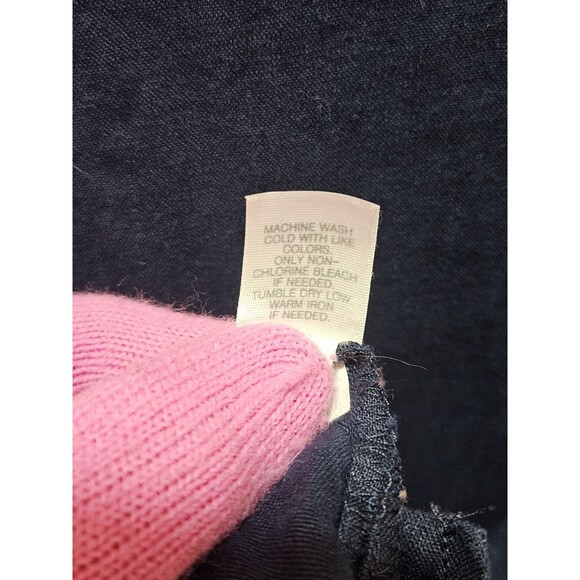 MACHINE WASH
COLD WITH LIKE
COLORS.
ONLY NON-
CHLORINE BLEACH
IF NEEDED.
TUMBLE DRY LOW.
WARM IRON
IF NEEDED.